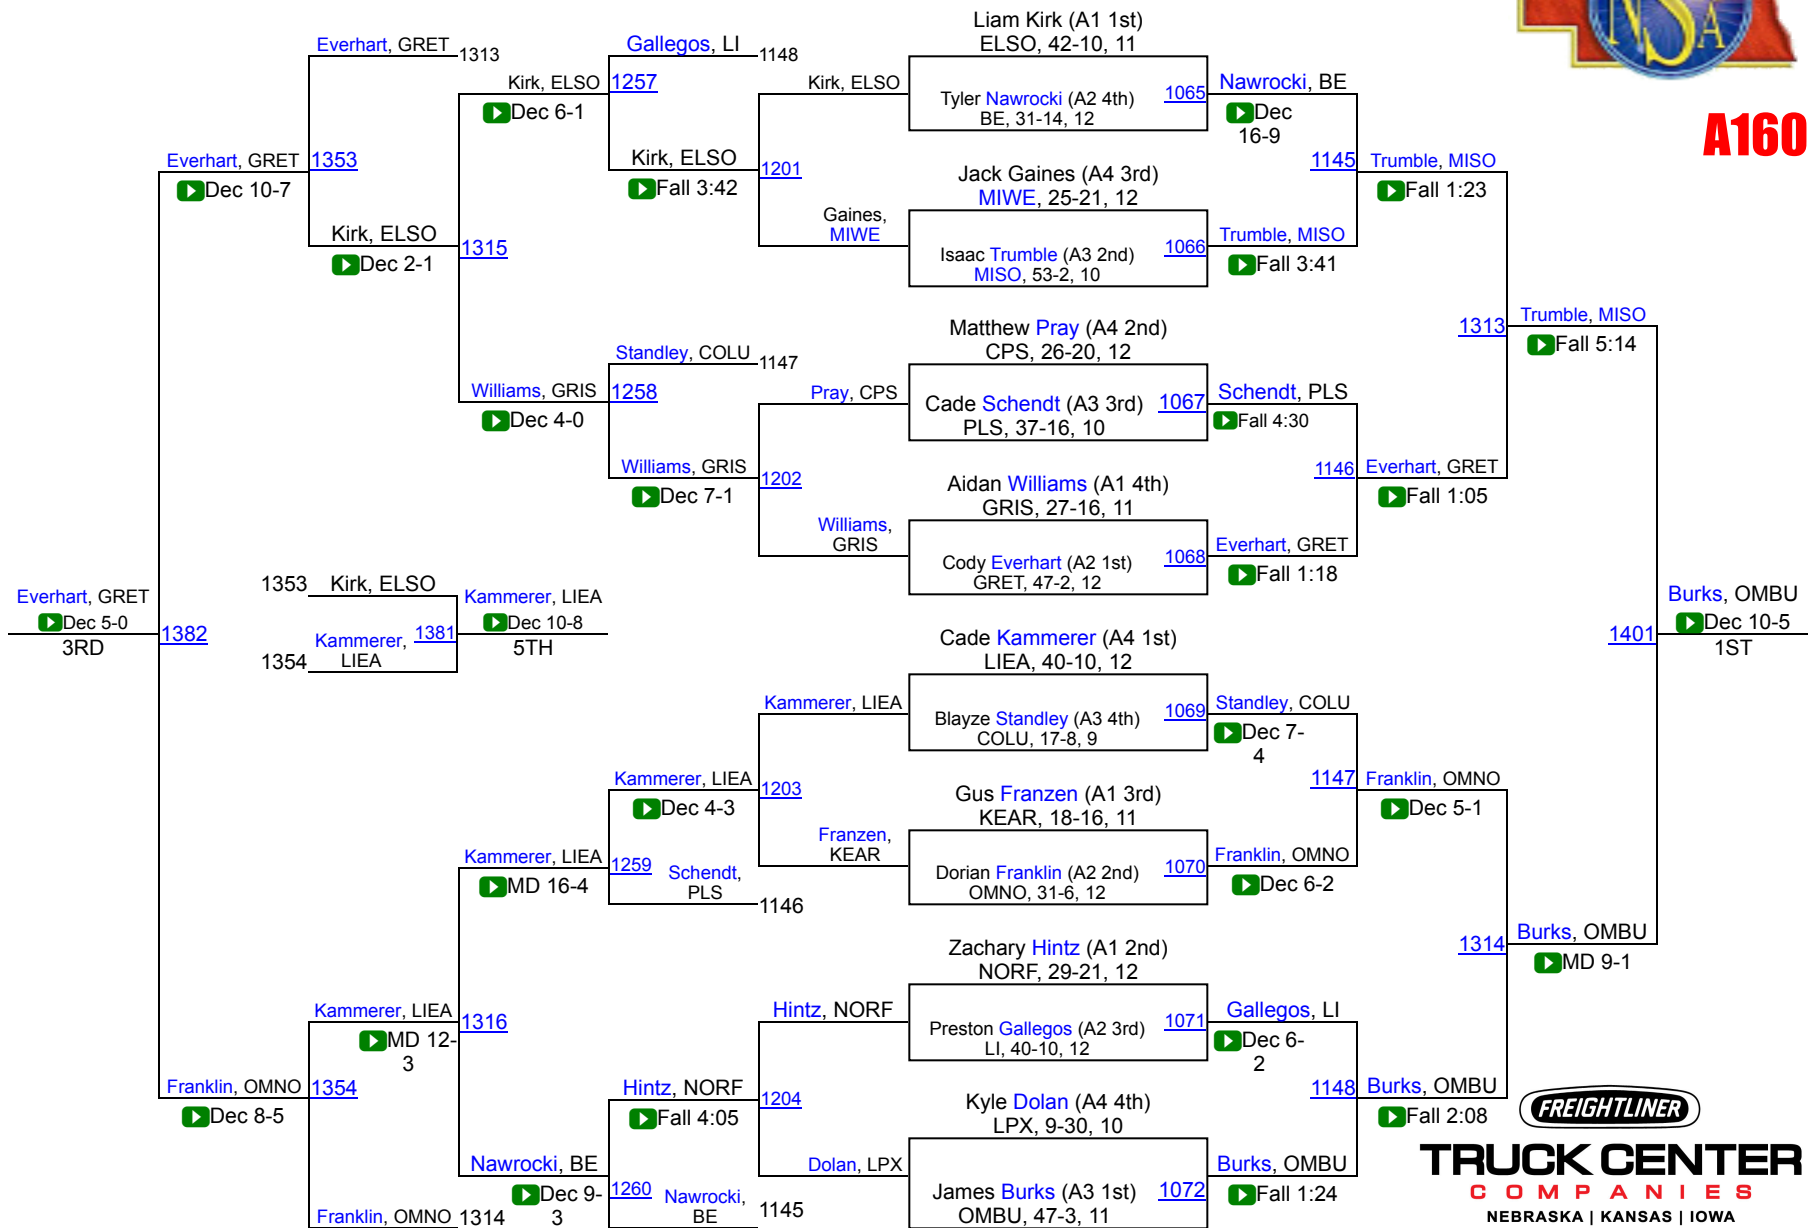 NSA
A160
Liam Kirk (A1 1st)
ELSO, 42-10, 11
Everhart, GRET
1313
Gallegos, LI
1148
Kirk, ELSO
1257
Dec 6-1
Kirk, ELSO
Tyler Nawrocki (A2 4th)
BE, 31-14, 12
1065
Nawrocki, BE
Dec
16-9
Everhart, GRET
1353
Dec 10-7
Kirk, ELSO
1201
Fall 3:42
Jack Gaines (A4 3rd)
MIWE, 25-21, 12
1145
Trumble, MISO
Fall 1:23
Kirk, ELSO
1315
Dec 2-1
Gaines,
MIWE
Isaac Trumble (A3 2nd)
MISO, 53-2, 10
1066
Trumble, MISO
Fall 3:41
Matthew Pray (A4 2nd)
CPS, 26-20, 12
1313
Trumble, MISO
Fall 5:14
Standley, COLU
1147
Williams, GRIS
1258
Dec 4-0
Pray, CPS
Cade Schendt (A3 3rd)
PLS, 37-16, 10
1067
Schendt, PLS
Fall 4:30
Williams, GRIS
1202
Dec 7-1
Aidan Williams (A1 4th)
GRIS, 27-16, 11
1146
Everhart, GRET
Fall 1:05
Williams,
GRIS
Cody Everhart (A2 1st)
GRET, 47-2, 12
1068
Everhart, GRET
Fall 1:18
Everhart, GRET
Dec 5-0
3RD
1382
1353
Kirk, ELSO
1354
Kammerer,
LIEA
1381
Kammerer, LIEA
Dec 10-8
5TH
Cade Kammerer (A4 1st)
LIEA, 40-10, 12
1401
Burks, OMBU
Dec 10-5
1ST
Kammerer, LIEA
Blayze Standley (A3 4th)
COLU, 17-8, 9
1069
Standley, COLU
Dec 7-
4
Kammerer, LIEA
1203
Dec 4-3
Gus Franzen (A1 3rd)
KEAR, 18-16, 11
1147
Franklin, OMNO
Dec 5-1
Kammerer, LIEA
1259
MD 16-4
Schendt,
PLS
1146
Franzen,
KEAR
Dorian Franklin (A2 2nd)
OMNO, 31-6, 12
1070
Franklin, OMNO
Dec 6-2
Zachary Hintz (A1 2nd)
NORF, 29-21, 12
1314
Burks, OMBU
MD 9-1
Kammerer, LIEA
1316
MD 12-
3
Hintz, NORF
Preston Gallegos (A2 3rd)
LI, 40-10, 12
1071
Gallegos, LI
Dec 6-
2
Franklin, OMNO
1354
Dec 8-5
Hintz, NORF
1204
Fall 4:05
Kyle Dolan (A4 4th)
LPX, 9-30, 10
1148
Burks, OMBU
Fall 2:08
Nawrocki, BE
1260
Dec 9-
3
Nawrocki,
BE
1145
Dolan, LPX
James Burks (A3 1st)
OMBU, 47-3, 11
1072
Burks, OMBU
Fall 1:24
Franklin, OMNO
1314
FREIGHTLINER
TRUCK CENTER
COMPANIES
NEBRASKA | KANSAS | IOWA